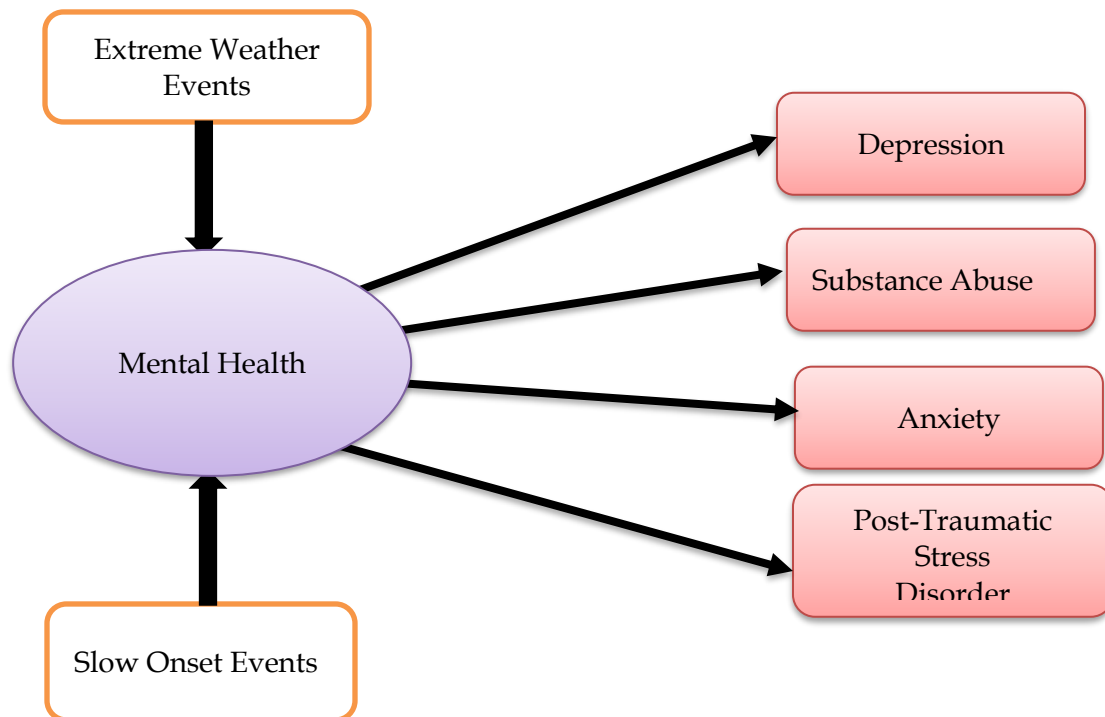 Extreme Weather
Events
Depression
Substance Abuse
Mental Health
Anxiety
Post-Traumatic
Stress
Disorder
Slow Onset Events